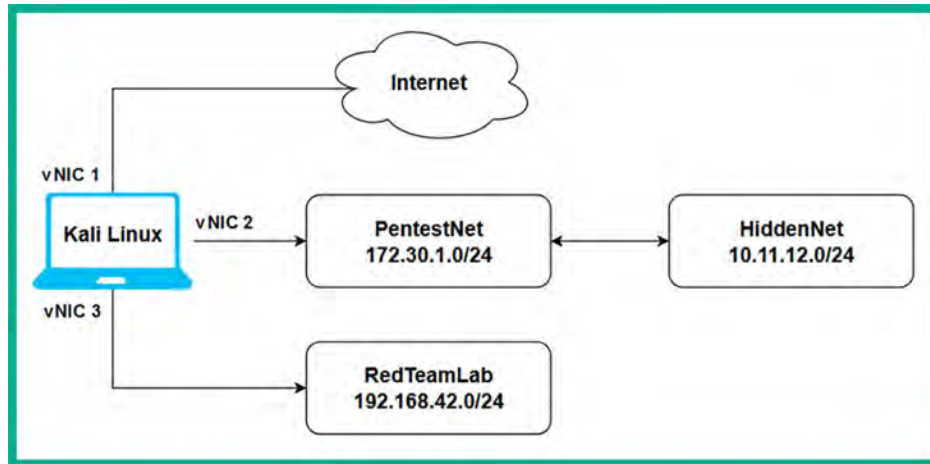 Internet
vNIC 1
Kali Linux
vNIC 2
PentestNet
172.30.1.0/24
HiddenNet
10.11.12.0/24
vNIC 3
RedTeamLab
192.168.42.0/24